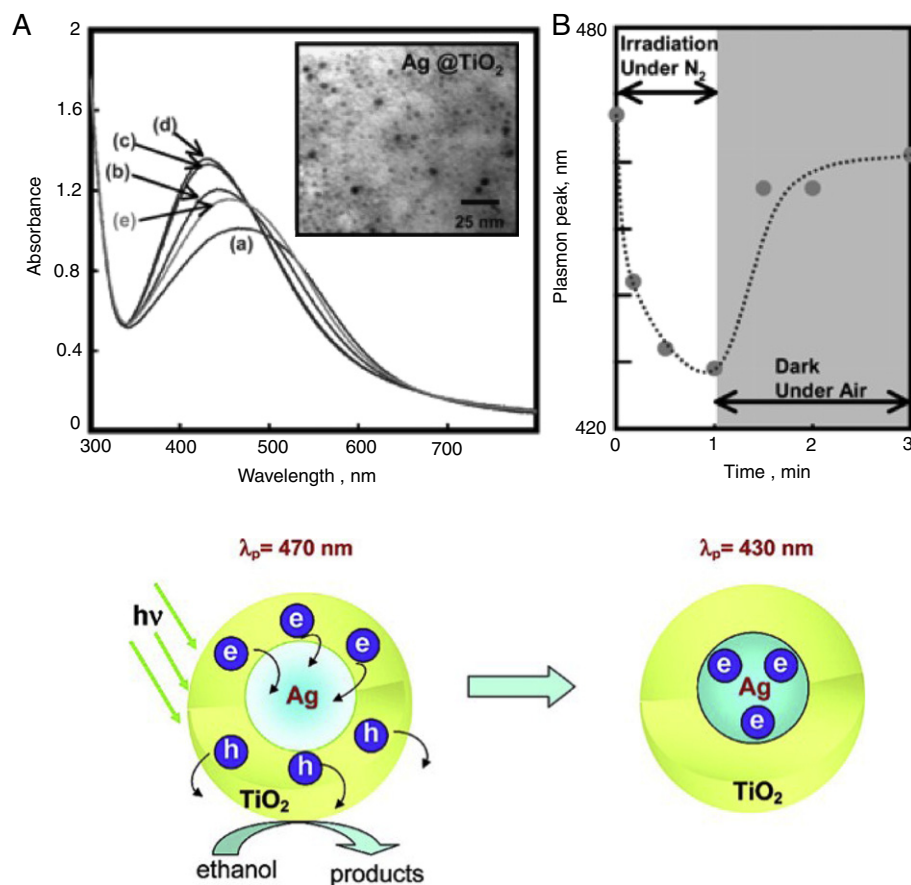 A
2
1.6
1.2
0.8
0.4
0
Absorbance
(d)
(c)
(b)
(e)
(a)
Ag @TiO₂
25 nm
300 400 500 600 700
Wavelength , nm
B
480
420
Plasmon peak, nm
Irradiation
Under N₂
Dark
Under Air
0 1 2 3
Time, min
λp= 470 nm
hν
e
e
e
Ag
h
h
h
TiO₂
ethanol
products
λp= 430 nm
e
e
Ag
e
TiO₂